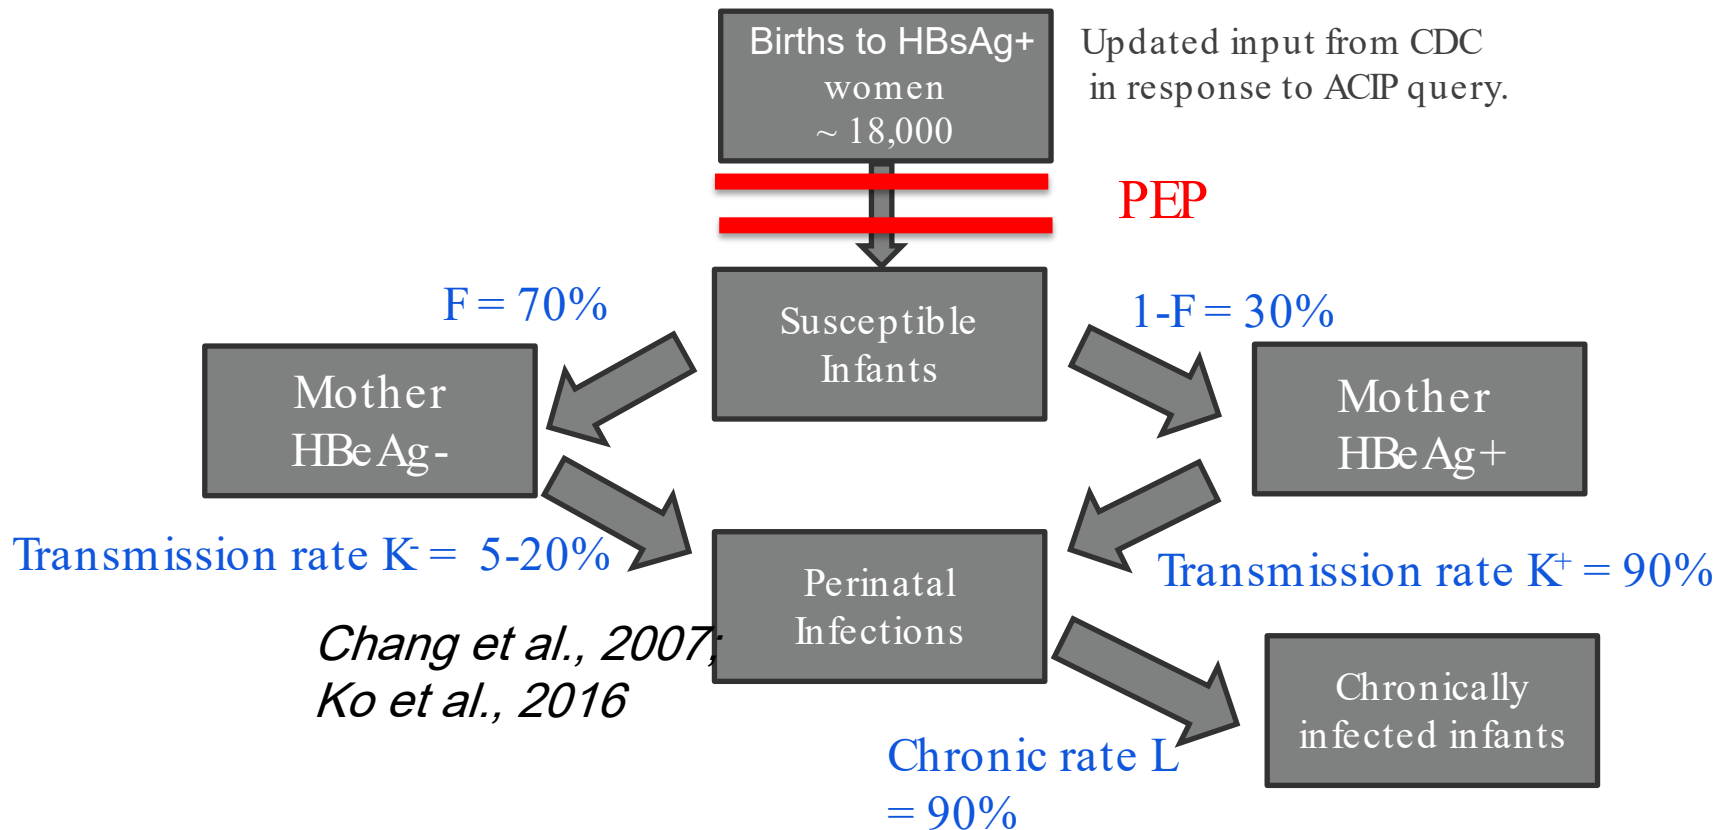 Births to HBsAg+
women
~ 18,000
Updated input from CDC
in response to ACIP query.
PEP
F = 70%
Susceptible
Infants
1-F = 30%
Mother
HBeAg-
Mother
HBeAg+
Transmission rate K- = 5-20%
Perinatal
Infections
Transmission rate K+ = 90%
Chang et al., 2007;
Ko et al., 2016
Chronically
infected infants
Chronic rate L
= 90%